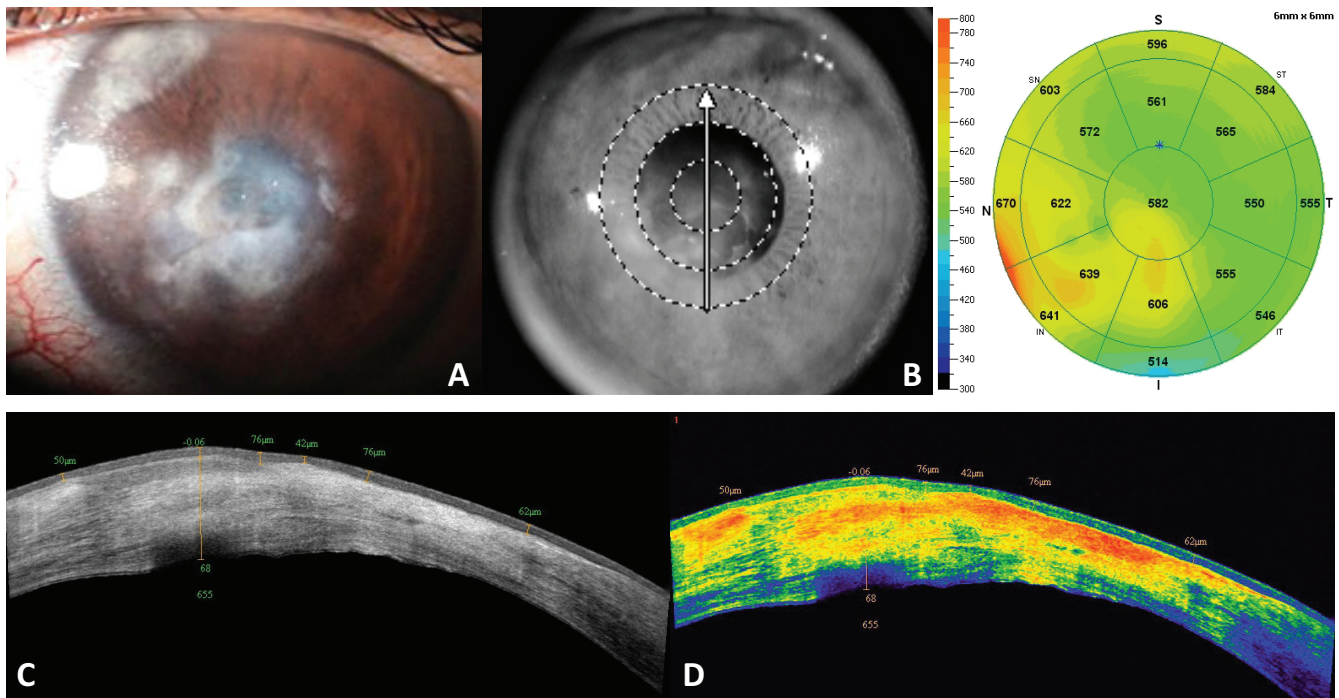 A
B
6mm x 6mm
800
780
740
700
660
620
580
540
500
460
420
380
340
300
S
596
SN
ST
603
584
561
572
565
N
670
622
582
550
555
T
639
555
606
641
546
IN
IT
514
I
-0.06
76µm
42µm
76µm
50µm
62µm
68
655
C
1
-0.06
76µm
42µm
76µm
50µm
62µm
68
655
D